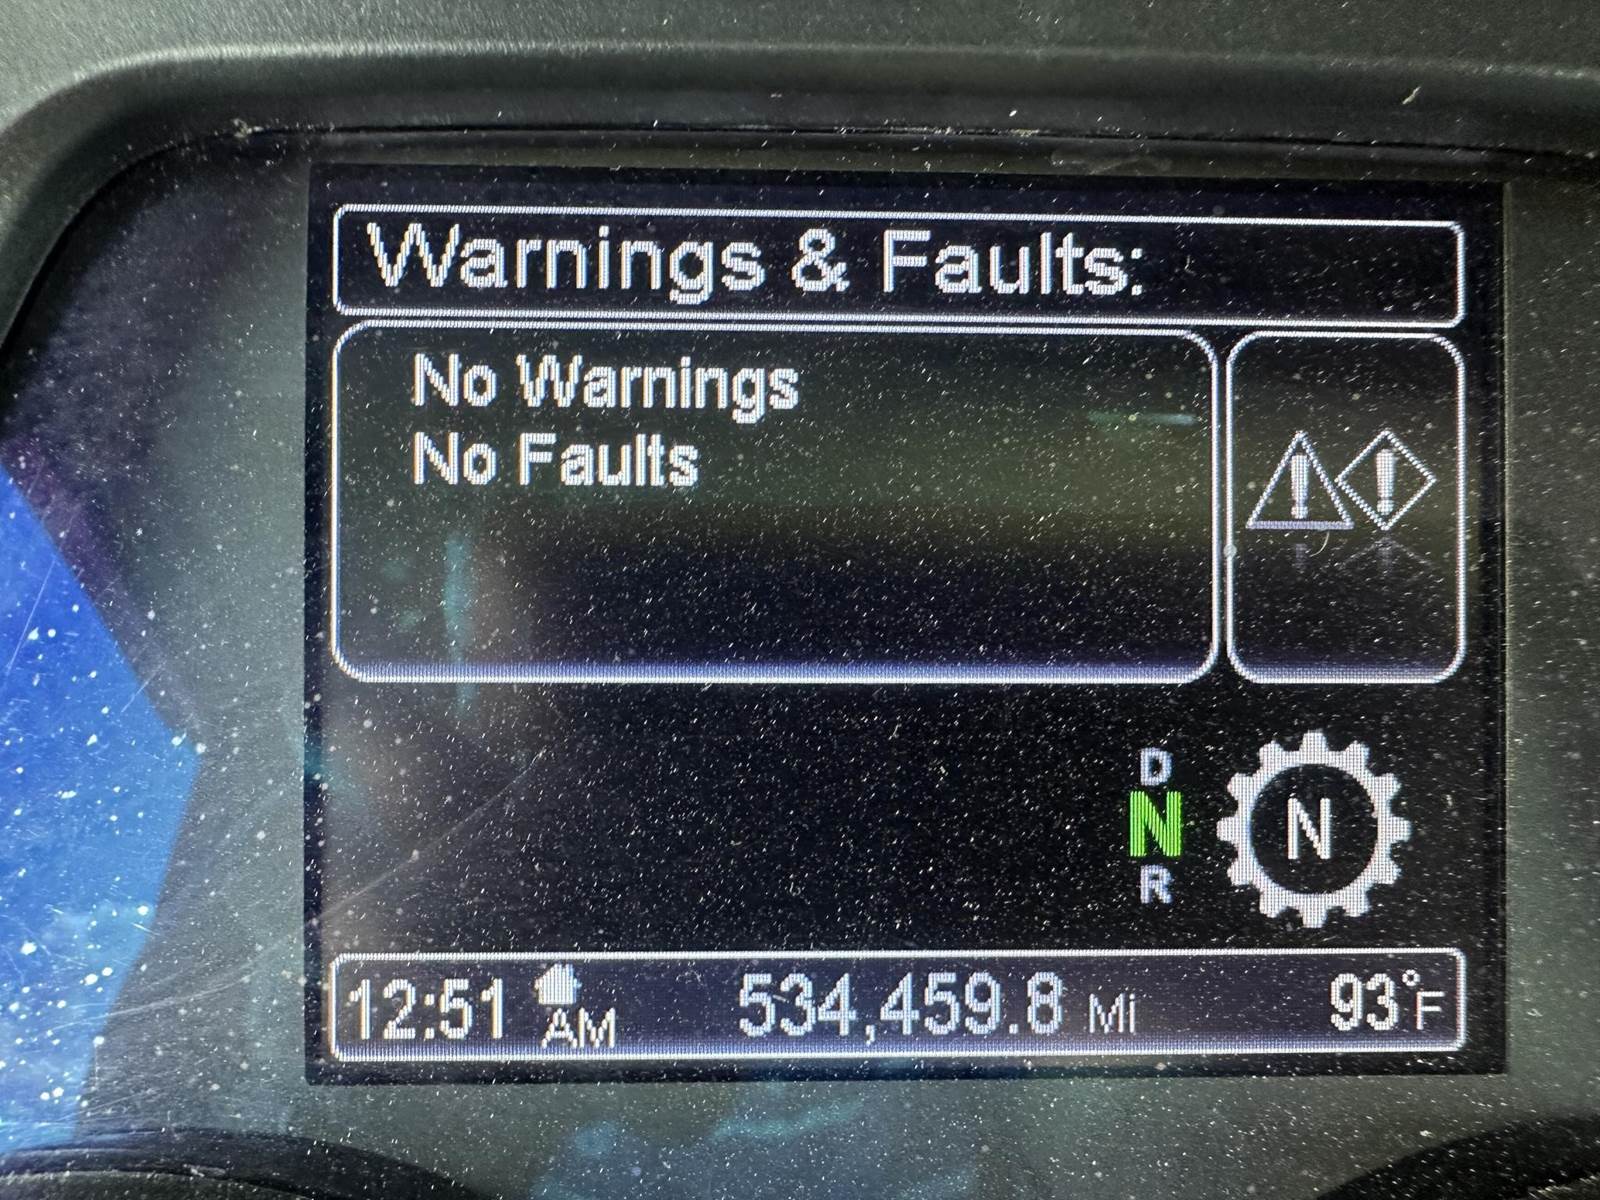 Warnings & Faults:
No Warnings
No Faults
D
N
R
N
12:51 AM 534,459.8 Mi 93°F